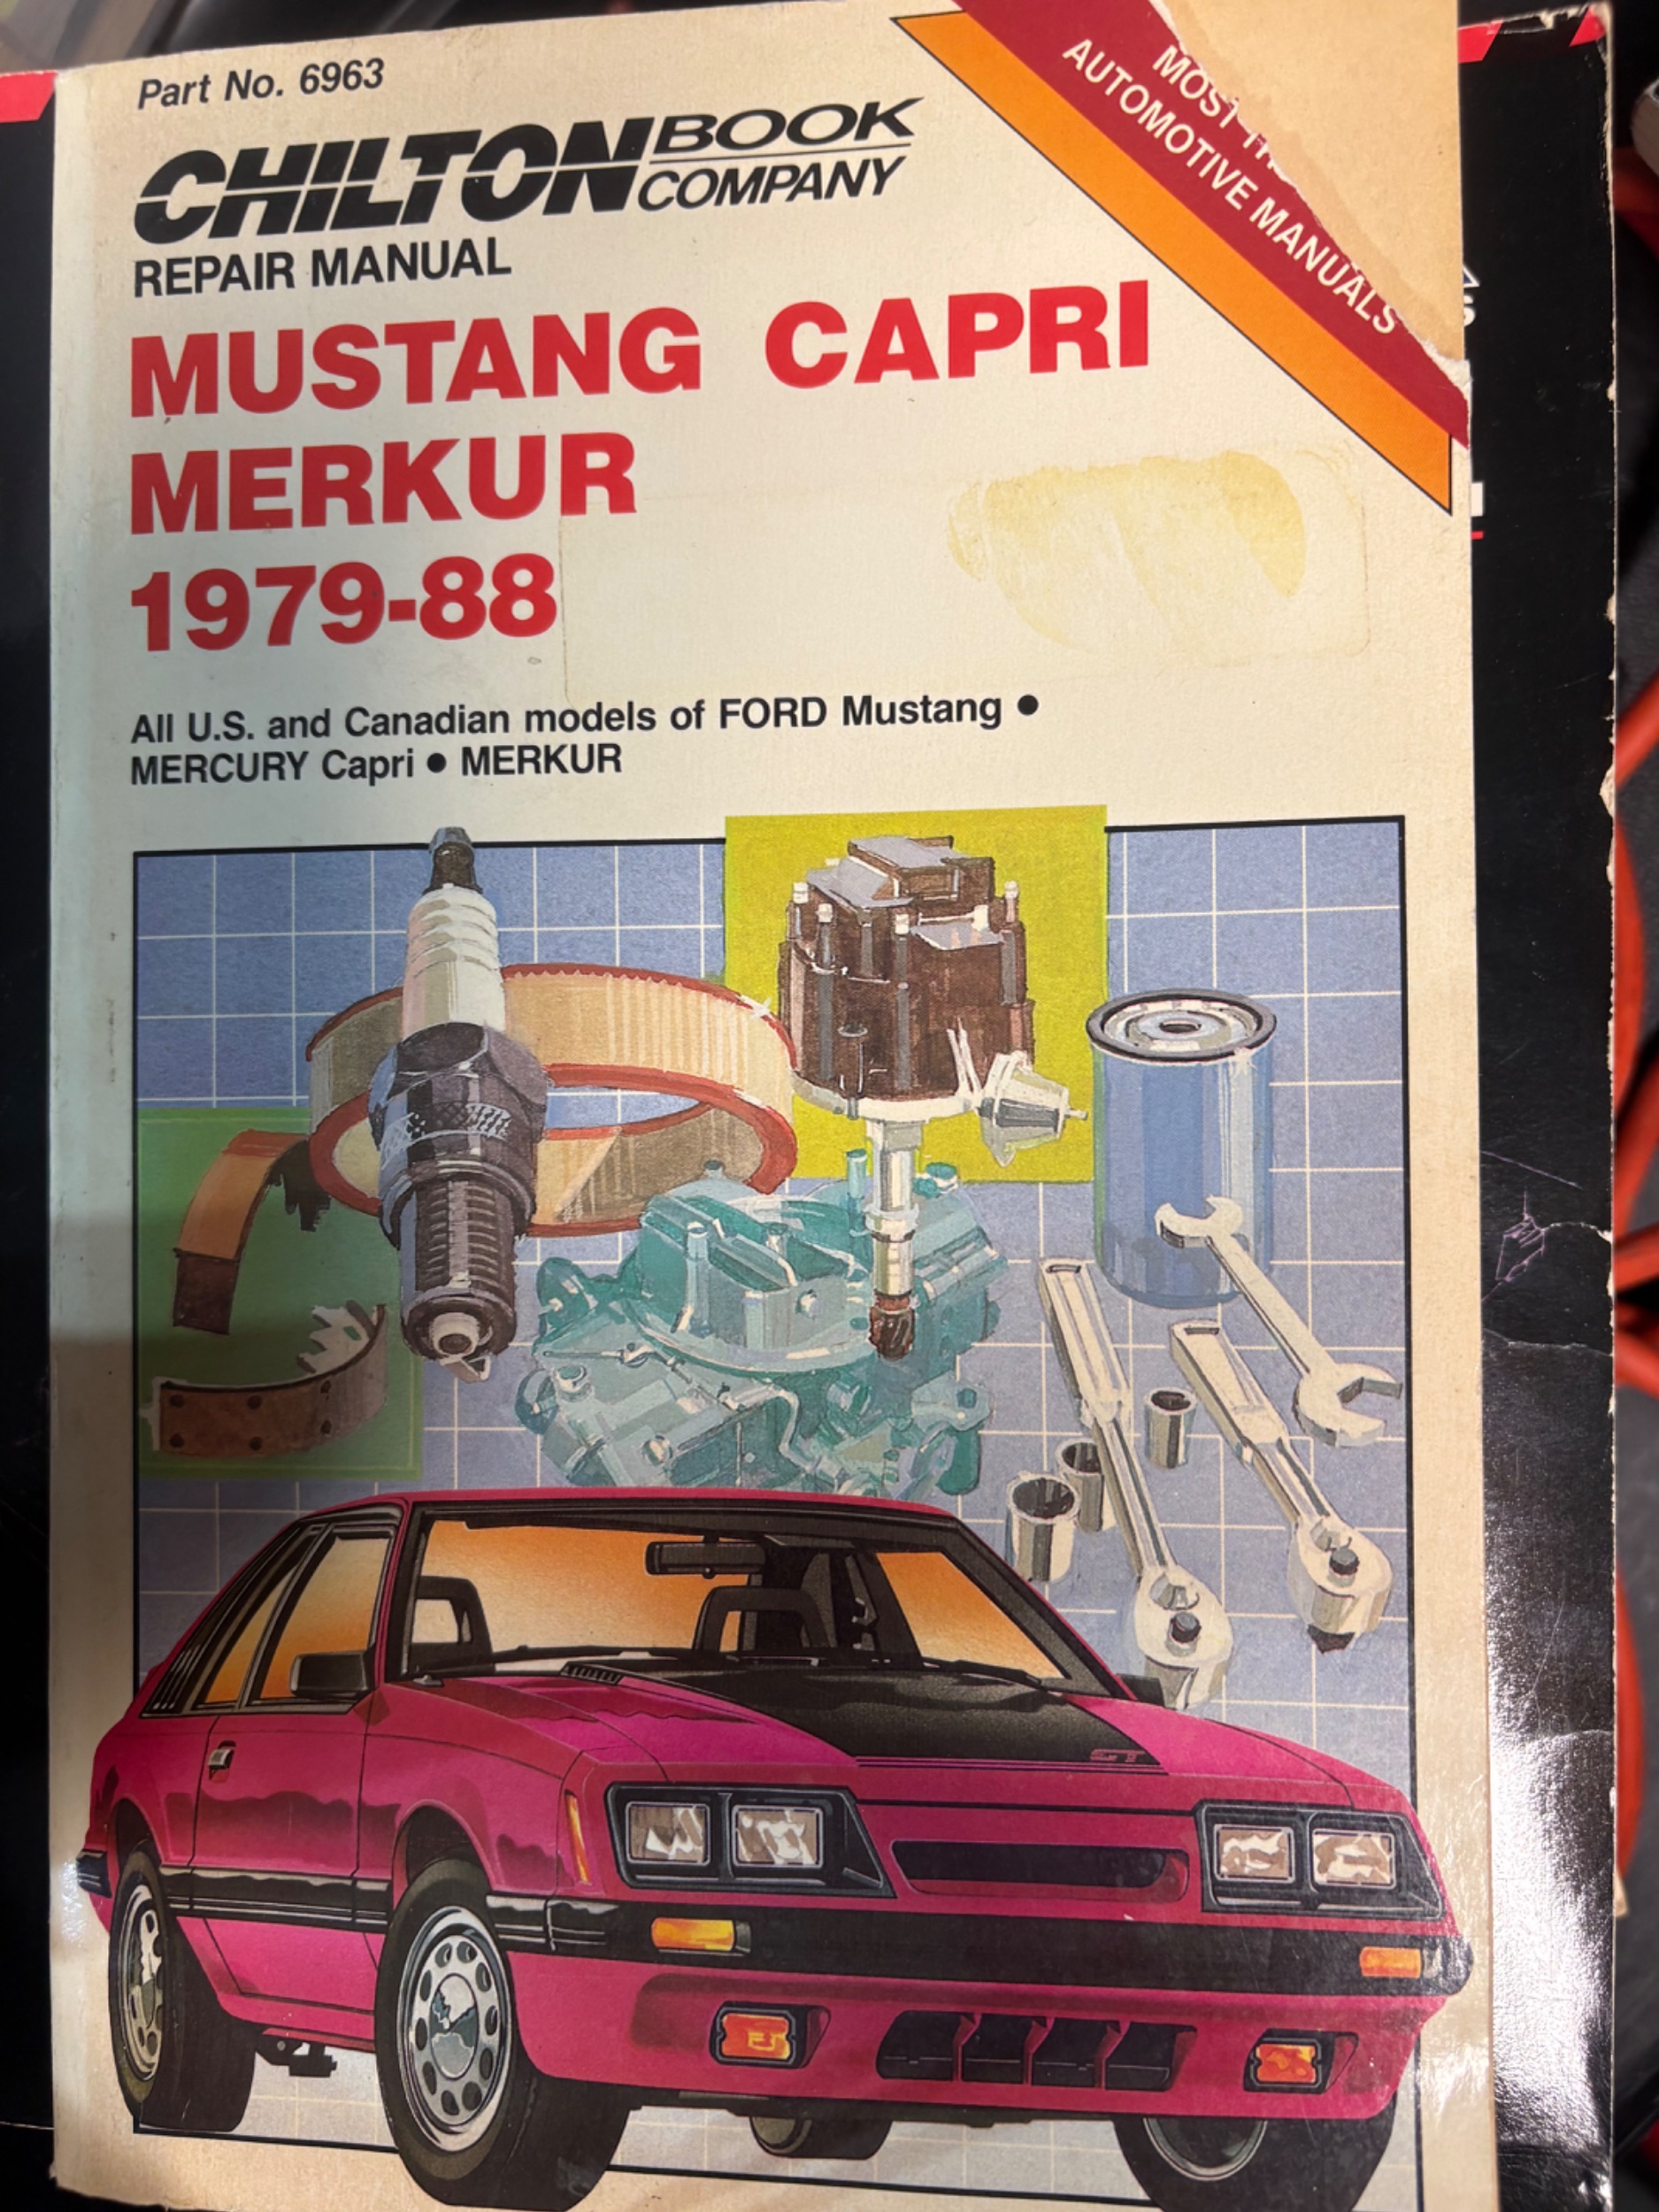 Part No. 6963
CHILTON BOOK COMPANY
REPAIR MANUAL
MOST
AUTOMOTIVE MANUALS
MUSTANG CAPRI
MERKUR
1979-88
All U.S. and Canadian models of FORD Mustang •
MERCURY Capri • MERKUR